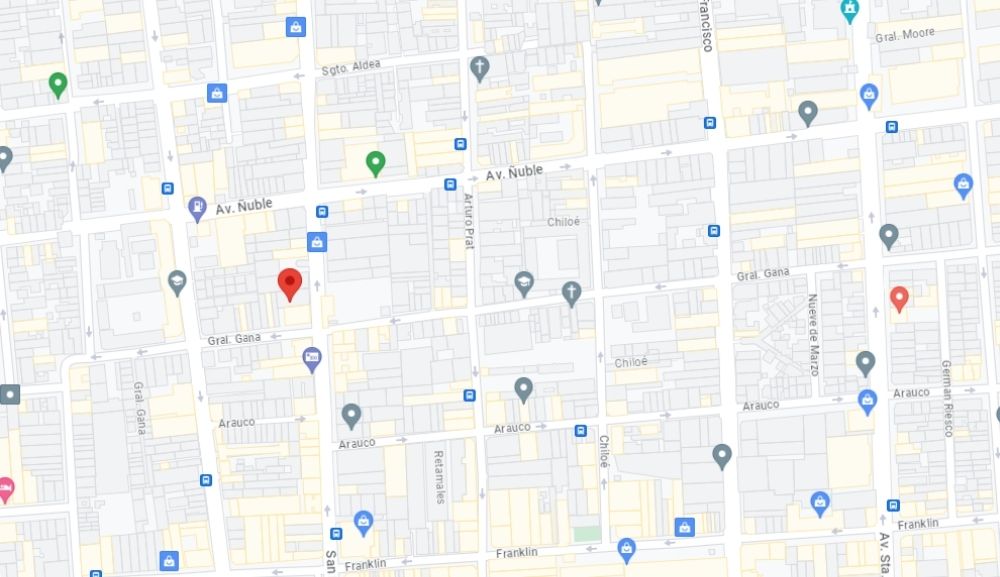 Francisco
Gral. Moore
Sgto. Aldea
Av. Ñuble
Av. Ñuble
Arturo Prat
Chiloé
Gral. Gana
Gral. Gana
Nueve de Marzo
Chiloé
German Riesco
Gral. Gana
Arauco
Arauco
Arauco
Arauco
Arauco
Chiloé
Retamales
Franklin
Franklin
Franklin
San
Av. Sta